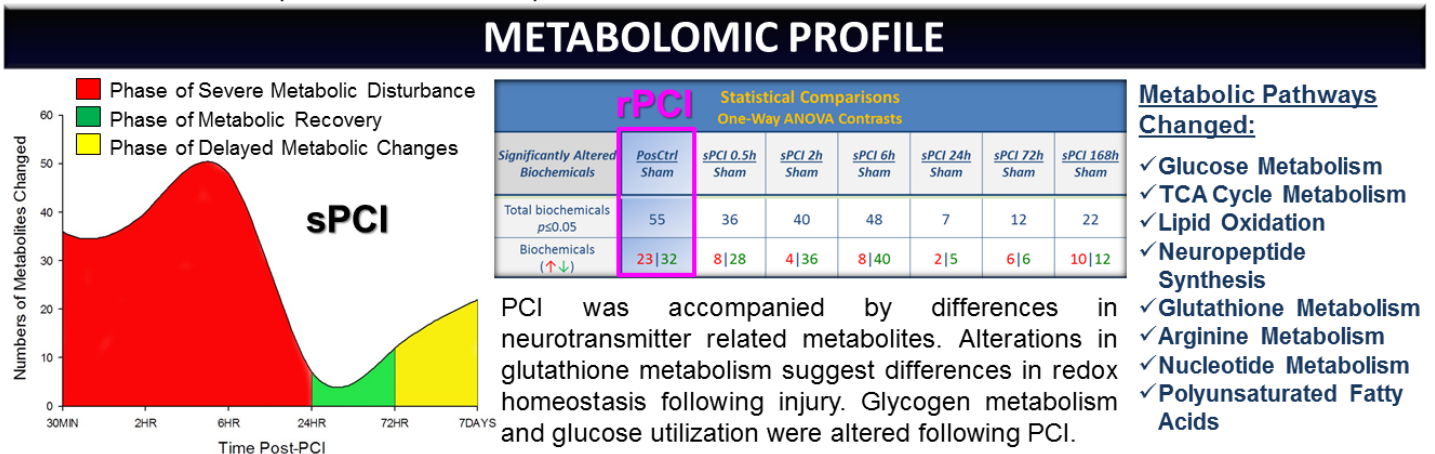 METABOLOMIC PROFILE
Phase of Severe Metabolic Disturbance
Phase of Metabolic Recovery
Phase of Delayed Metabolic Changes
Numbers of Metabolites Changed
60
50
40
30
20
10
0
sPCI
30MIN 2HR 6HR 24HR 72HR 7DAYS
Time Post-PCI
rPCI
Statistical Comparisons
One-Way ANOVA Contrasts
Significantly Altered Biochemicals PosCtrl Sham sPCI 0.5h Sham sPCI 2h Sham sPCI 6h Sham sPCI 24h Sham sPCI 72h Sham sPCI 168h Sham
Total biochemicals p≤0.05 55 36 40 48 7 12 22
Biochemicals (↑↓) 23|32 8|28 4|36 8|40 2|5 6|6 10|12
PCI was accompanied by differences in
neurotransmitter related metabolites. Alterations in
glutathione metabolism suggest differences in redox
homeostasis following injury. Glycogen metabolism
and glucose utilization were altered following PCI.
Metabolic Pathways
Changed:
✓Glucose Metabolism
✓TCA Cycle Metabolism
✓Lipid Oxidation
✓Neuropeptide
Synthesis
✓Glutathione Metabolism
✓Arginine Metabolism
✓Nucleotide Metabolism
✓Polyunsaturated Fatty
Acids